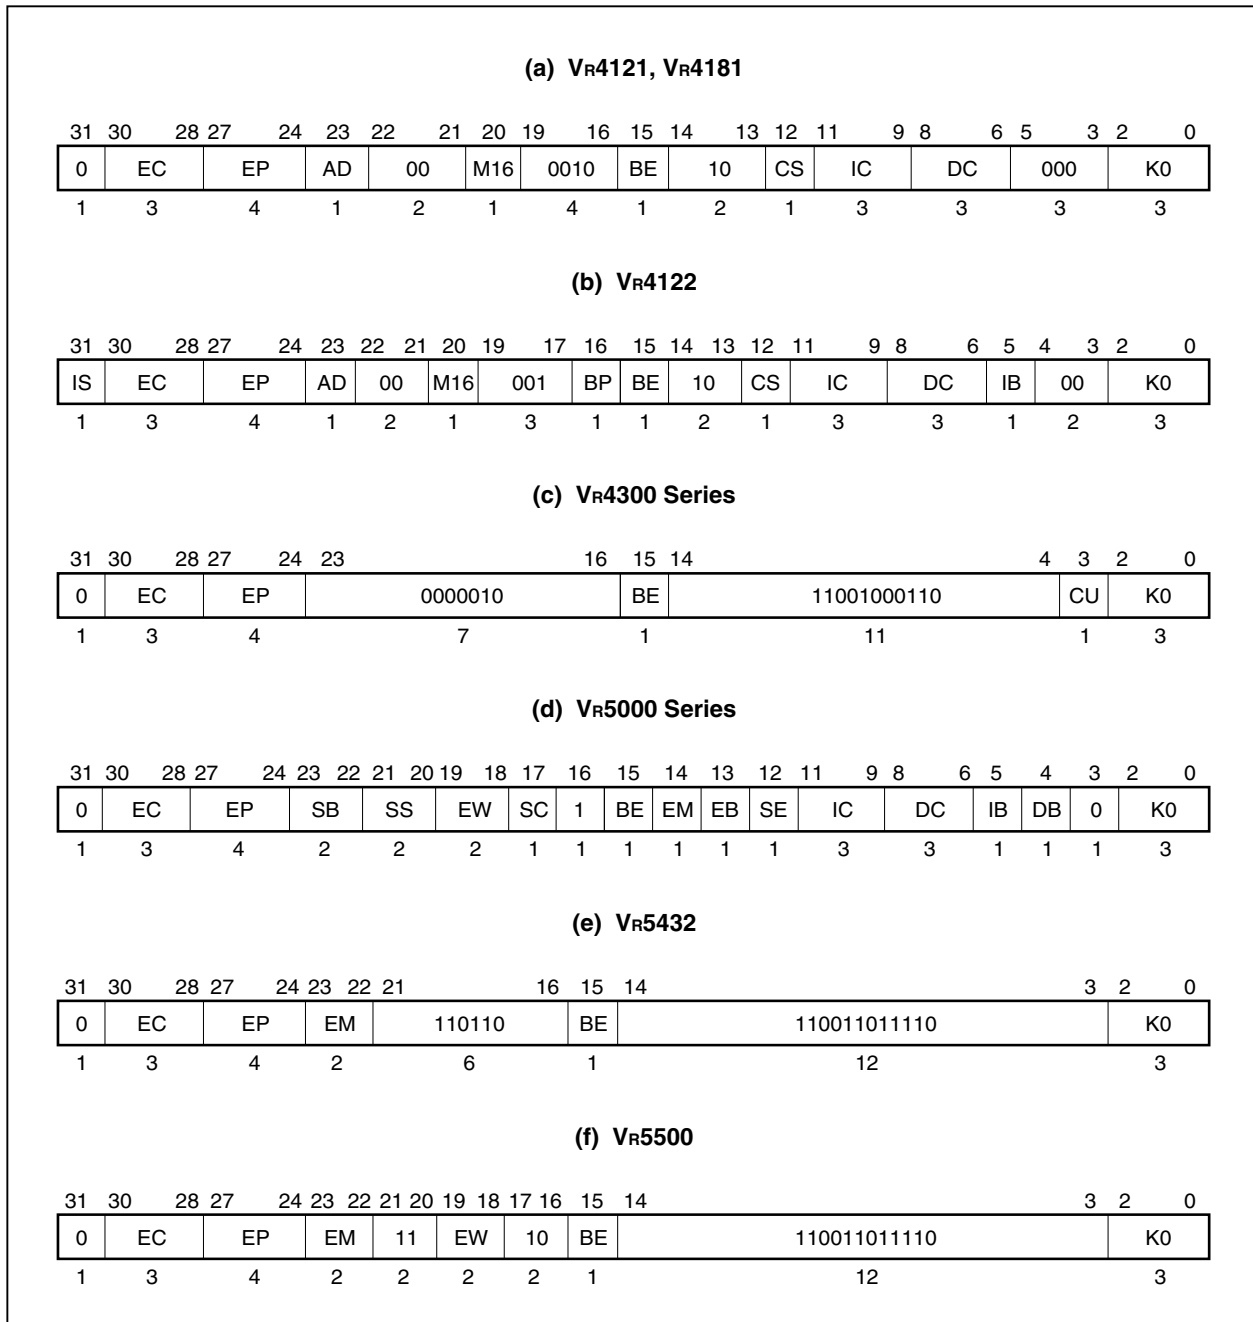 (a) VR4121, VR4181
31 30 28 27 24 23 22 21 20 19 16 15 14 13 12 11 9 8 6 5 3 2 0
0 EC EP AD 00 M16 0010 BE 10 CS IC DC 000 K0
1 3 4 1 2 1 4 1 2 1 3 3 3 3
(b) VR4122
31 30 28 27 24 23 22 21 20 19 17 16 15 14 13 12 11 9 8 6 5 4 3 2 0
IS EC EP AD 00 M16 001 BP BE 10 CS IC DC IB 00 K0
1 3 4 1 2 1 3 1 1 2 1 3 3 1 2 3
(c) VR4300 Series
31 30 28 27 24 23 16 15 14 4 3 2 0
0 EC EP 0000010 BE 11001000110 CU K0
1 3 4 7 1 11 1 3
(d) VR5000 Series
31 30 28 27 24 23 22 21 20 19 18 17 16 15 14 13 12 11 9 8 6 5 4 3 2 0
0 EC EP SB SS EW SC 1 BE EM EB SE IC DC IB DB 0 K0
1 3 4 2 2 2 1 1 1 1 1 1 3 3 1 1 1 3
(e) VR5432
31 30 28 27 24 23 22 21 16 15 14 3 2 0
0 EC EP EM 110110 BE 110011011110 K0
1 3 4 2 6 1 12 3
(f) VR5500
31 30 28 27 24 23 22 21 20 19 18 17 16 15 14 3 2 0
0 EC EP EM 11 EW 10 BE 110011011110 K0
1 3 4 2 2 2 2 1 12 3